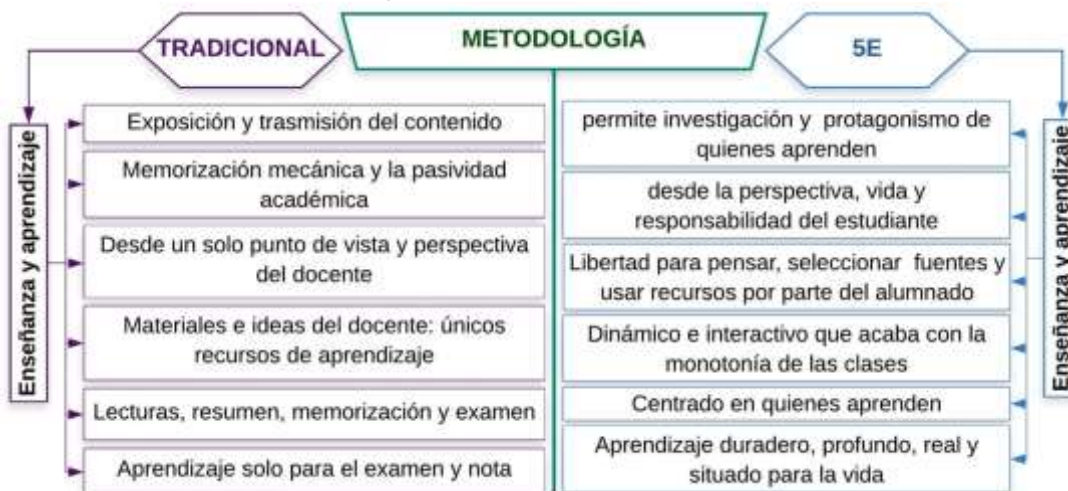 METODOLOGÍA
TRADICIONAL
Enseñanza y aprendizaje
Exposición y trasmisión del contenido
Memorización mecánica y la pasividad
académica
Desde un solo punto de vista y perspectiva
del docente
Materiales e ideas del docente: únicos
recursos de aprendizaje
Lecturas, resumen, memorización y examen
Aprendizaje solo para el examen y nota
5E
Enseñanza y aprendizaje
permite investigación y protagonismo de
quienes aprenden
desde la perspectiva, vida y
responsabilidad del estudiante
Libertad para pensar, seleccionar fuentes y
usar recursos por parte del alumnado
Dinámico e interactivo que acaba con la
monotonía de las clases
Centrado en quienes aprenden
Aprendizaje duradero, profundo, real y
situado para la vida